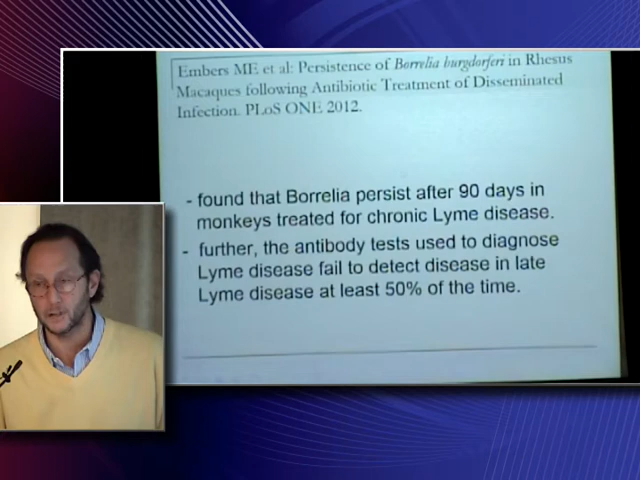 Embers ME et al: Persistence of Borrelia burgdorferi in Rhesus
Macaques following Antibiotic Treatment of Disseminated
Infection. PLoS ONE 2012.
- found that Borrelia persist after 90 days in
monkeys treated for chronic Lyme disease.
- further, the antibody tests used to diagnose
Lyme disease fail to detect disease in late
Lyme disease at least 50% of the time.